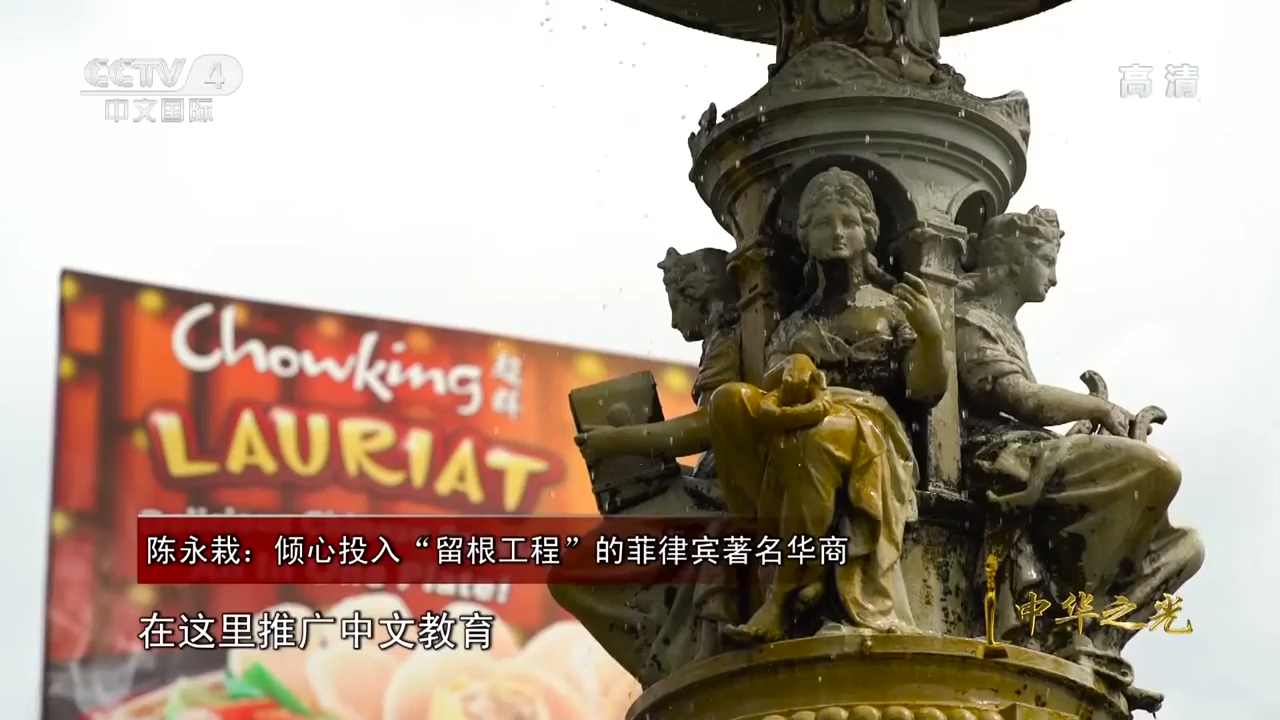 CCTV 4
中文国际
高清
Chowking 超群
LAURIAT
陈永栽：倾心投入“留根工程”的菲律宾著名华商
在这里推广中文教育
中华之光